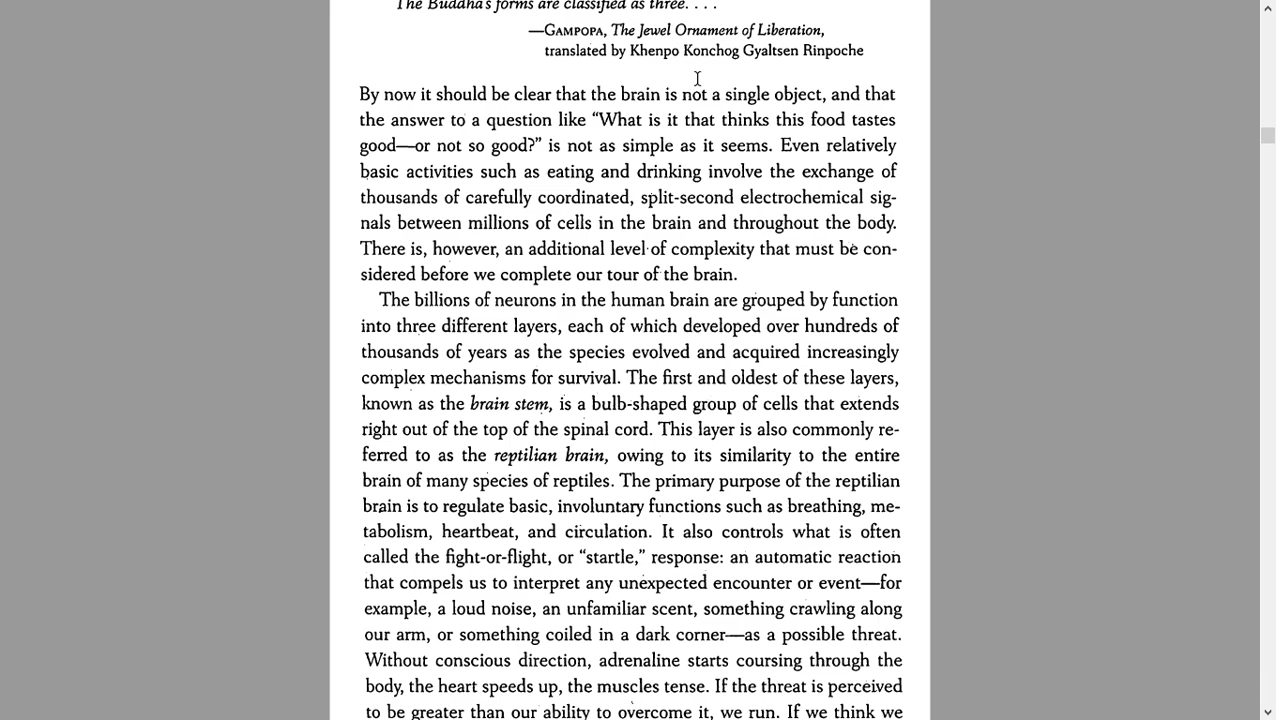 The Buddha's forms are classified as three. . . .
—GAMPOPA, The Jewel Ornament of Liberation,
translated by Khenpo Konchog Gyaltsen Rinpoche
By now it should be clear that the brain is not a single object, and that
the answer to a question like “What is it that thinks this food tastes
good—or not so good?” is not as simple as it seems. Even relatively
basic activities such as eating and drinking involve the exchange of
thousands of carefully coordinated, split-second electrochemical sig-
nals between millions of cells in the brain and throughout the body.
There is, however, an additional level of complexity that must be con-
sidered before we complete our tour of the brain.
The billions of neurons in the human brain are grouped by function
into three different layers, each of which developed over hundreds of
thousands of years as the species evolved and acquired increasingly
complex mechanisms for survival. The first and oldest of these layers,
known as the brain stem, is a bulb-shaped group of cells that extends
right out of the top of the spinal cord. This layer is also commonly re-
ferred to as the reptilian brain, owing to its similarity to the entire
brain of many species of reptiles. The primary purpose of the reptilian
brain is to regulate basic, involuntary functions such as breathing, me-
tabolism, heartbeat, and circulation. It also controls what is often
called the fight-or-flight, or “startle,” response: an automatic reaction
that compels us to interpret any unexpected encounter or event—for
example, a loud noise, an unfamiliar scent, something crawling along
our arm, or something coiled in a dark corner—as a possible threat.
Without conscious direction, adrenaline starts coursing through the
body, the heart speeds up, the muscles tense. If the threat is perceived
to be greater than our ability to overcome it, we run. If we think we